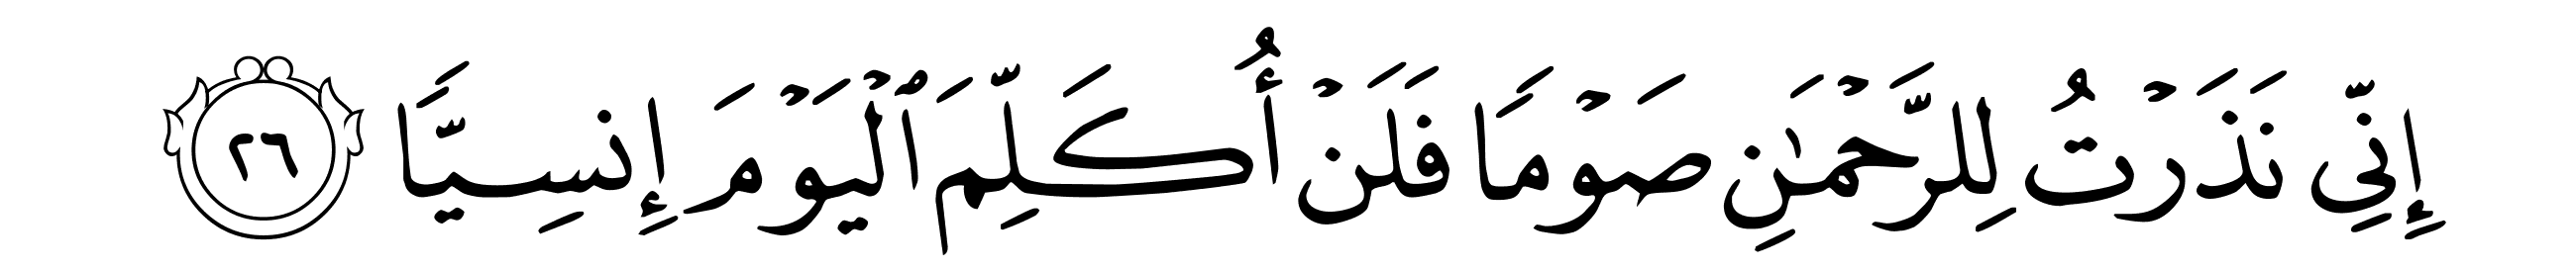 إِنِّي نَذَرْتُ لِلرَّحْمَـٰنِ صَوْمًا فَلَنْ أُكَلِّمَ ٱلْيَوْمَ إِنسِيًّا ٢٦